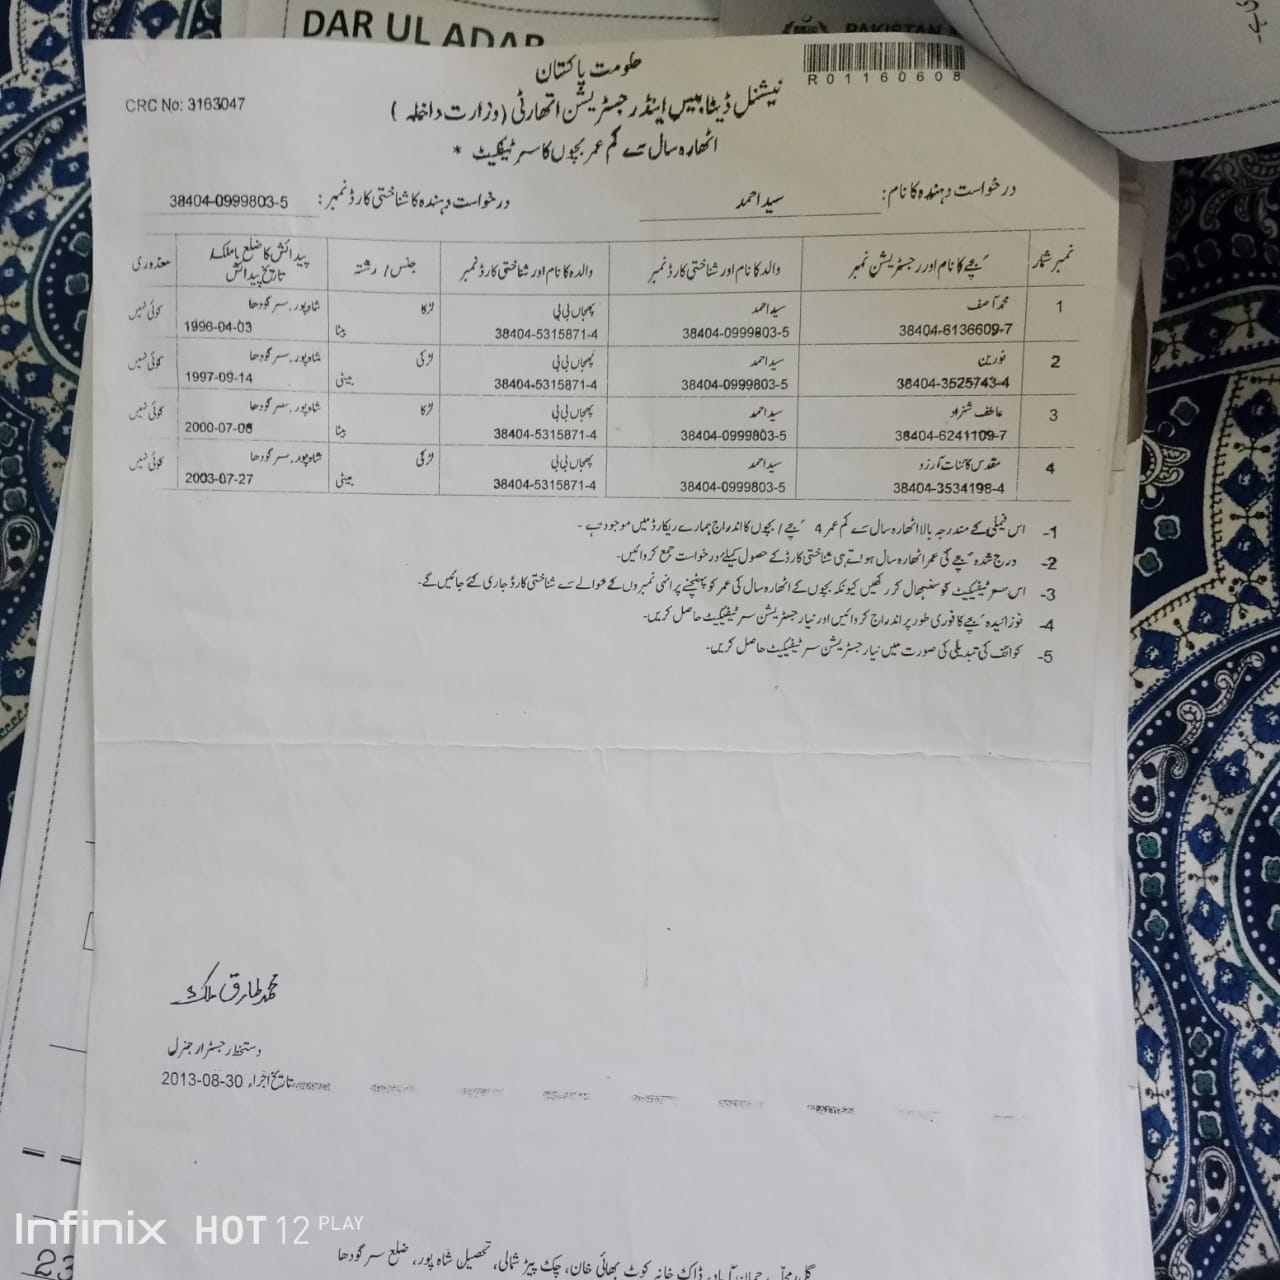 DAR UL ADAB
PAKISTAN
R01160608
CRC No: 3163047
حکومت پاکستان
نیشنل ڈیٹا بیس اینڈ رجسٹریشن اتھارٹی (وزارت داخلہ)
اٹھارہ سال سے کم عمر بچوں کا سرٹیفکیٹ *
درخواست دہندہ کا نام: سید احمد درخواست دہندہ کا شناختی کارڈ نمبر: 38404-0999803-5
نمبر شمار بچے کا نام اور رجسٹریشن نمبر والد کا نام اور شناختی کارڈ نمبر والدہ کا نام اور شناختی کارڈ نمبر جنس / رشتہ پیدائش کا ضلع یا ملک / معذوری
تاریخ پیدائش
1 محمد آصف سید احمد پھجاں بی بی لڑکا شاہ پور، سرگودھا کوئی نہیں
38404-6136609-7 38404-0999803-5 38404-5315871-4 بیٹا 1996-04-03
2 نورین سید احمد پھجاں بی بی لڑکی شاہ پور، سرگودھا کوئی نہیں
38404-3525743-4 38404-0999803-5 38404-5315871-4 بیٹی 1997-09-14
3 عاطف شہزاد سید احمد پھجاں بی بی لڑکا شاہ پور، سرگودھا کوئی نہیں
38404-6241109-7 38404-0999803-5 38404-5315871-4 بیٹا 2000-07-08
4 مقدس کائنات آرزو سید احمد پھجاں بی بی لڑکی شاہ پور، سرگودھا کوئی نہیں
38404-3534198-4 38404-0999803-5 38404-5315871-4 بیٹی 2003-07-27
1- اس فیملی کے مندرجہ بالا اٹھارہ سال سے کم عمر 4 بچے / بچوں کا اندراج ہمارے ریکارڈ میں موجود ہے -
2- درج شدہ بچے کی عمر اٹھارہ سال ہوتے ہی شناختی کارڈ کے حصول کیلئے درخواست جمع کروائیں-
3- اس سرٹیفیکیٹ کو سنبھال کر رکھیں کیونکہ بچوں کے اٹھارہ سال کی عمر کو پہنچنے پر انہی نمبروں کے حوالے سے شناختی کارڈ جاری کئے جائیں گے-
4- نوزائیدہ بچے کا فوری طور پر اندراج کروائیں اور نیا رجسٹریشن سرٹیفیکیٹ حاصل کریں-
5- کوائف کی تبدیلی کی صورت میں نیا رجسٹریشن سرٹیفیکیٹ حاصل کریں-
محمد طارق ملک
دستخط رجسٹرار جنرل
تاریخ اجراء 2013-08-30
ڈاک خانہ کوٹ بھائی خان، چک پیڑ شمالی، تحصیل شاہ پور، ضلع سرگودھا
Infinix HOT 12 PLAY
23